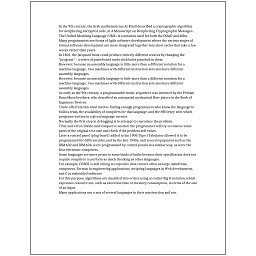 In the 9th century, the Arab mathematician Al-Kindi described a cryptographic algorithm
for deciphering encrypted code, in A Manuscript on Deciphering Cryptographic Messages.
The Unified Modeling Language (UML) is a notation used for both the OOAD and MDA.
Many programmers use forms of Agile software development where the various stages of
formal software development are more integrated together into short cycles that take a few
weeks rather than years.
In 1801, the Jacquard loom could produce entirely different weaves by changing the
"program" – a series of pasteboard cards with holes punched in them.
However, because an assembly language is little more than a different notation for a
machine language, two machines with different instruction sets also have different
assembly languages.
However, because an assembly language is little more than a different notation for a
machine language, two machines with different instruction sets also have different
assembly languages.
As early as the 9th century, a programmable music sequencer was invented by the Persian
Banu Musa brothers, who described an automated mechanical flute player in the Book of
Ingenious Devices.
Trade-offs from this ideal involve finding enough programmers who know the language to
build a team, the availability of compilers for that language, and the efficiency with which
programs written in a given language execute.
Normally the first step in debugging is to attempt to reproduce the problem.
Trial-and-error/divide-and-conquer is needed: the programmer will try to remove some
parts of the original test case and check if the problem still exists.
Later a control panel (plug board) added to his 1906 Type I Tabulator allowed it to be
programmed for different jobs, and by the late 1940s, unit record equipment such as the
IBM 602 and IBM 604, were programmed by control panels in a similar way, as were the
first electronic computers.
Some languages are more prone to some kinds of faults because their specification does not
require compilers to perform as much checking as other languages.
For example, COBOL is still strong in corporate data centers often on large mainframe
computers, Fortran in engineering applications, scripting languages in Web development,
and C in embedded software.
For this purpose, algorithms are classified into orders using so-called Big O notation, which
expresses resource use, such as execution time or memory consumption, in terms of the size
of an input.
Many applications use a mix of several languages in their construction and use.